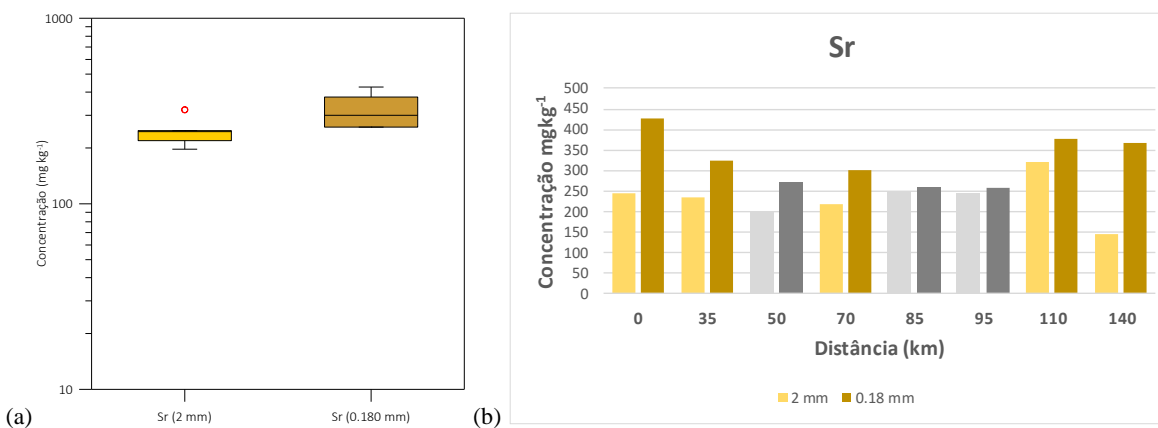 1000
100
10
Concentração (mg kg⁻¹)
Sr (2 mm)
Sr (0.180 mm)
(a)
Sr
500
450
400
350
300
250
200
150
100
50
0
Concentração mgkg⁻¹
0 35 50 70 85 95 110 140
Distância (km)
2 mm 0.18 mm
(b)